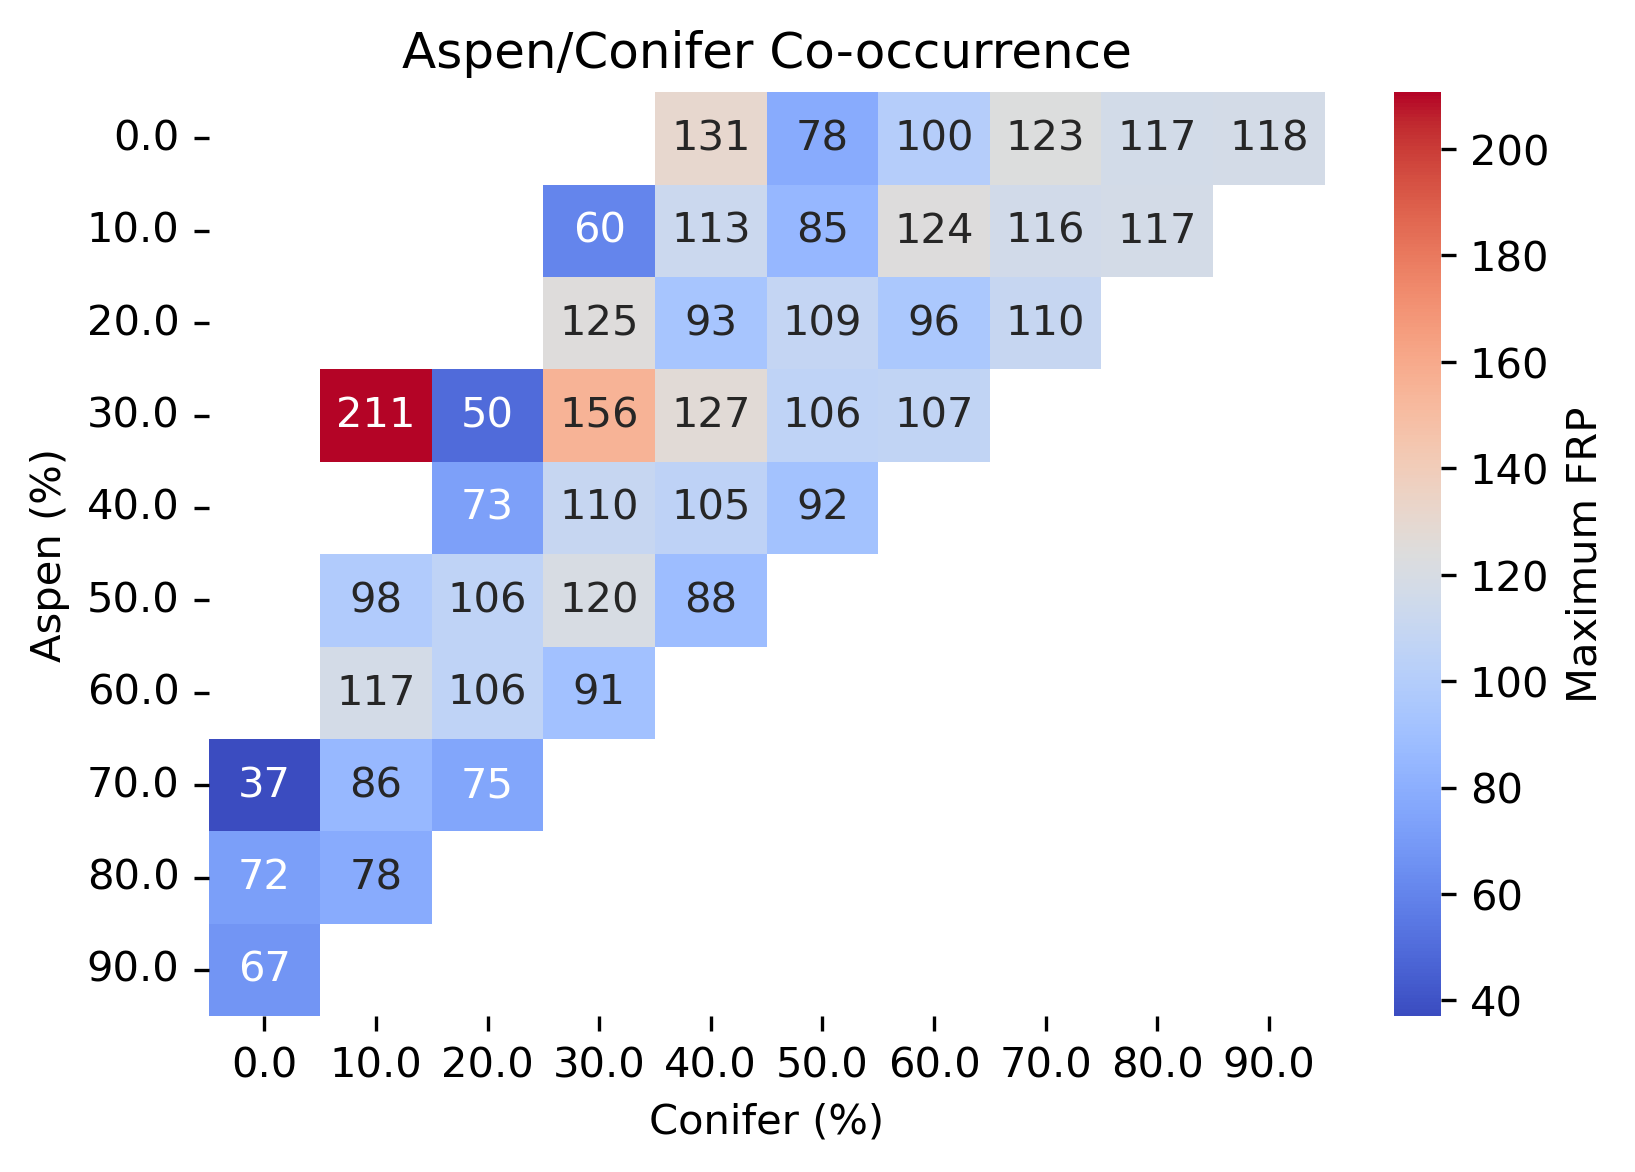 Aspen/Conifer Co-occurrence
0.0 131 78 100 123 117 118
10.0 60 113 85 124 116 117
20.0 125 93 109 96 110
30.0 211 50 156 127 106 107
40.0 73 110 105 92
50.0 98 106 120 88
60.0 117 106 91
70.0 37 86 75
80.0 72 78
90.0 67
0.0 10.0 20.0 30.0 40.0 50.0 60.0 70.0 80.0 90.0
Conifer (%)
Aspen (%)
200
180
160
140
120
100
80
60
40
Maximum FRP